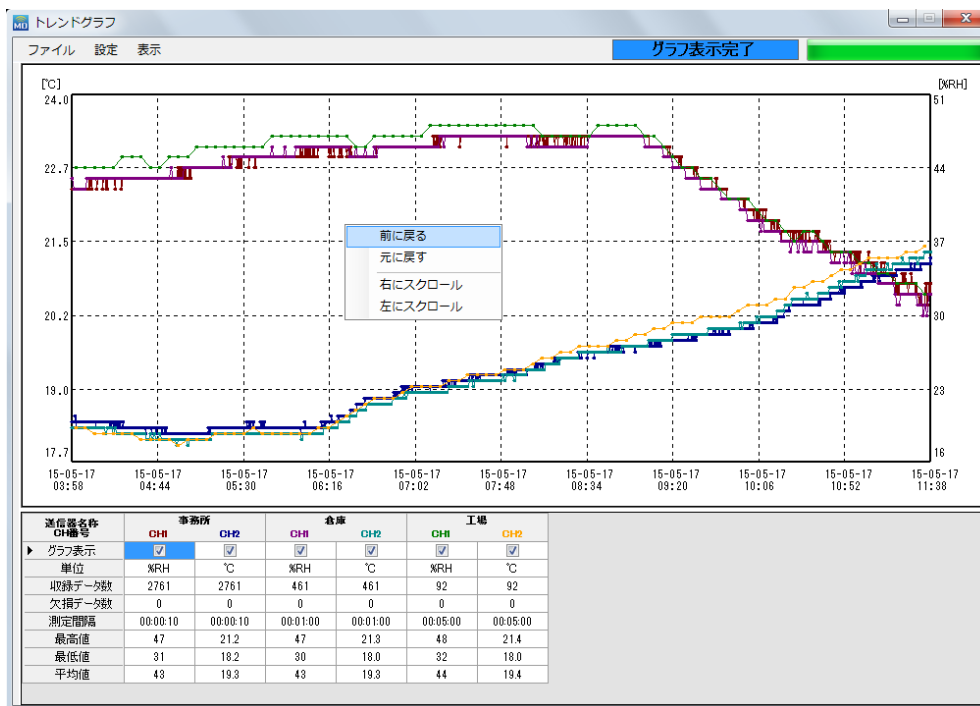 MD トレンドグラフ
ファイル 設定 表示 グラフ表示完了
[℃] [%RH]
24.0 51
22.7 44
前に戻る
21.5 37
元に戻す
右にスクロール
左にスクロール
20.2 30
19.0 23
17.7 16
15-05-17 15-05-17 15-05-17 15-05-17 15-05-17 15-05-17 15-05-17 15-05-17 15-05-17 15-05-17 15-05-17
03:58 04:44 05:30 06:16 07:02 07:48 08:34 09:20 10:06 10:52 11:38
送信器名称 事務所 倉庫 工場
CH番号 CH1 CH2 CH1 CH2 CH1 CH2
グラフ表示
単位 %RH ℃ %RH ℃ %RH ℃
収録データ数 2761 2761 461 461 92 92
欠損データ数 0 0 0 0 0 0
測定間隔 00:00:10 00:00:10 00:01:00 00:01:00 00:05:00 00:05:00
最高値 47 21.2 47 21.3 48 21.4
最低値 31 18.2 30 18.0 32 18.0
平均値 43 19.3 43 19.3 44 19.4